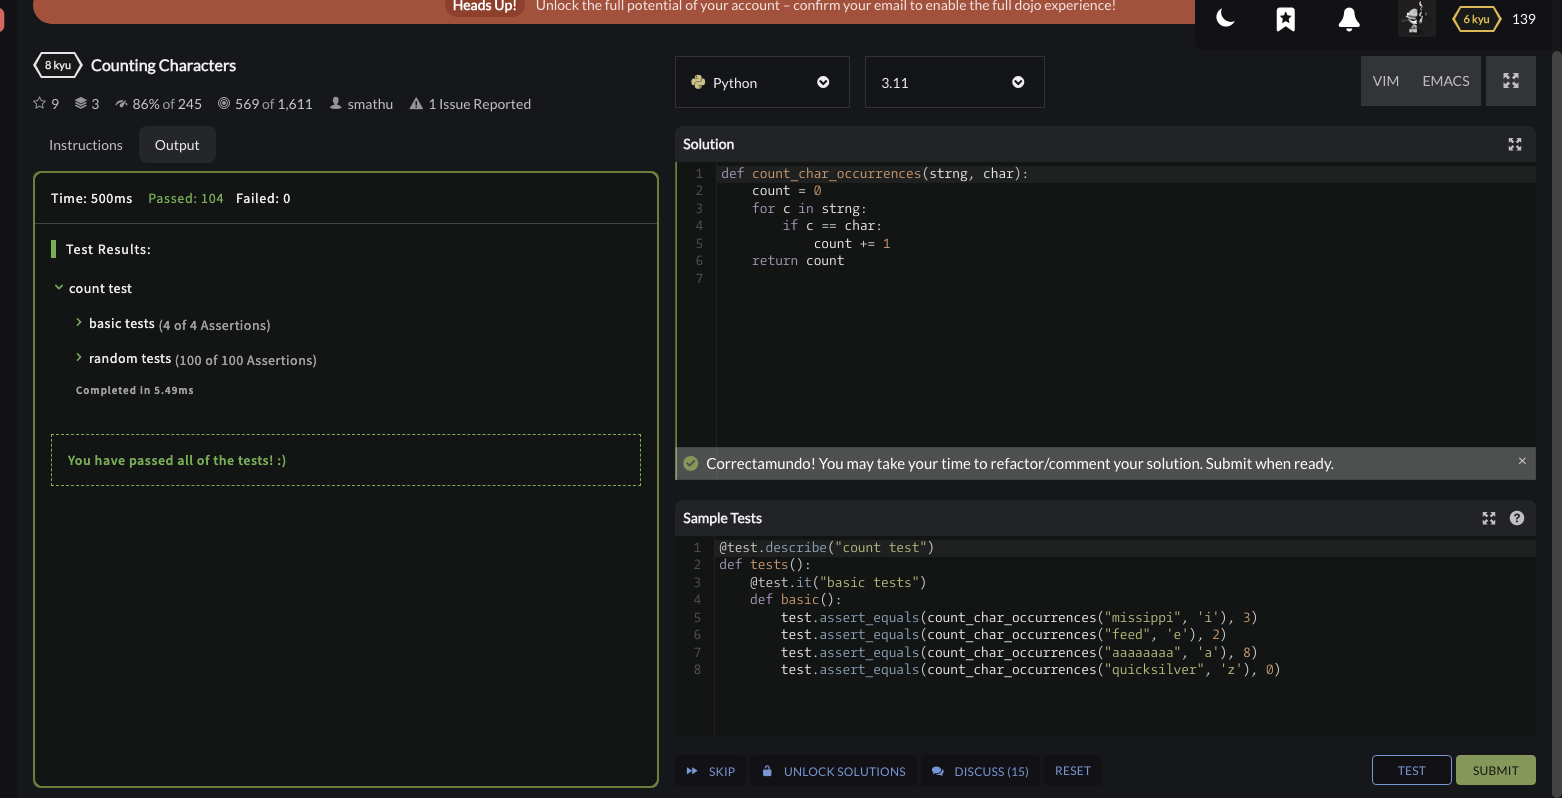 Heads Up! Unlock the full potential of your account – confirm your email to enable the full dojo experience!
6 kyu 139
8 kyu Counting Characters
9 3 86% of 245 569 of 1,611 smathu 1 Issue Reported
Instructions Output
Time: 500ms Passed: 104 Failed: 0
Test Results:
count test
basic tests (4 of 4 Assertions)
random tests (100 of 100 Assertions)
Completed in 5.49ms
You have passed all of the tests! :)
Python 3.11 VIM EMACS
Solution
1 def count_char_occurrences(strng, char):
2     count = 0
3     for c in strng:
4         if c == char:
5             count += 1
6     return count
7
Correctamundo! You may take your time to refactor/comment your solution. Submit when ready. ×
Sample Tests ?
1 @test.describe("count test")
2 def tests():
3     @test.it("basic tests")
4     def basic():
5         test.assert_equals(count_char_occurrences("missippi", 'i'), 3)
6         test.assert_equals(count_char_occurrences("feed", 'e'), 2)
7         test.assert_equals(count_char_occurrences("aaaaaaaa", 'a'), 8)
8         test.assert_equals(count_char_occurrences("quicksilver", 'z'), 0)
SKIP UNLOCK SOLUTIONS DISCUSS (15) RESET TEST SUBMIT